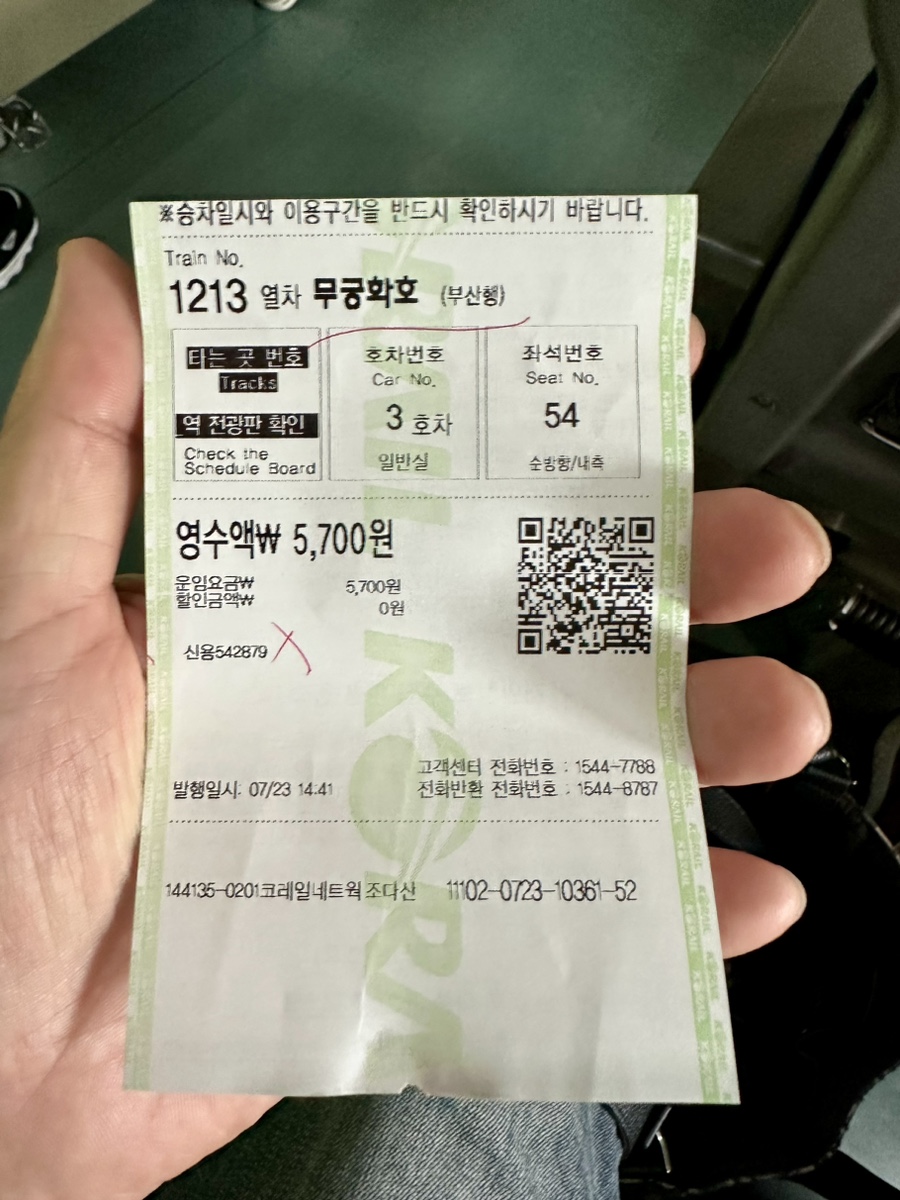 ※승차일시와 이용구간을 반드시 확인하시기 바랍니다.
Train No.
1213 열차 무궁화호 (부산행)
타는 곳 번호
Tracks
역 전광판 확인
Check the
Schedule Board
호차번호
Car No.
3 호차
일반실
좌석번호
Seat No.
54
순방향/내측
영수액₩ 5,700원
운임요금₩ 5,700원
할인금액₩ 0원
신용542879
고객센터 전화번호 : 1544-7788
발행일시: 07/23 14:41 전화반환 전화번호 : 1544-8787
144135-0201코레일네트웍조다산 11102-0723-10361-52
KORAIL KORAIL